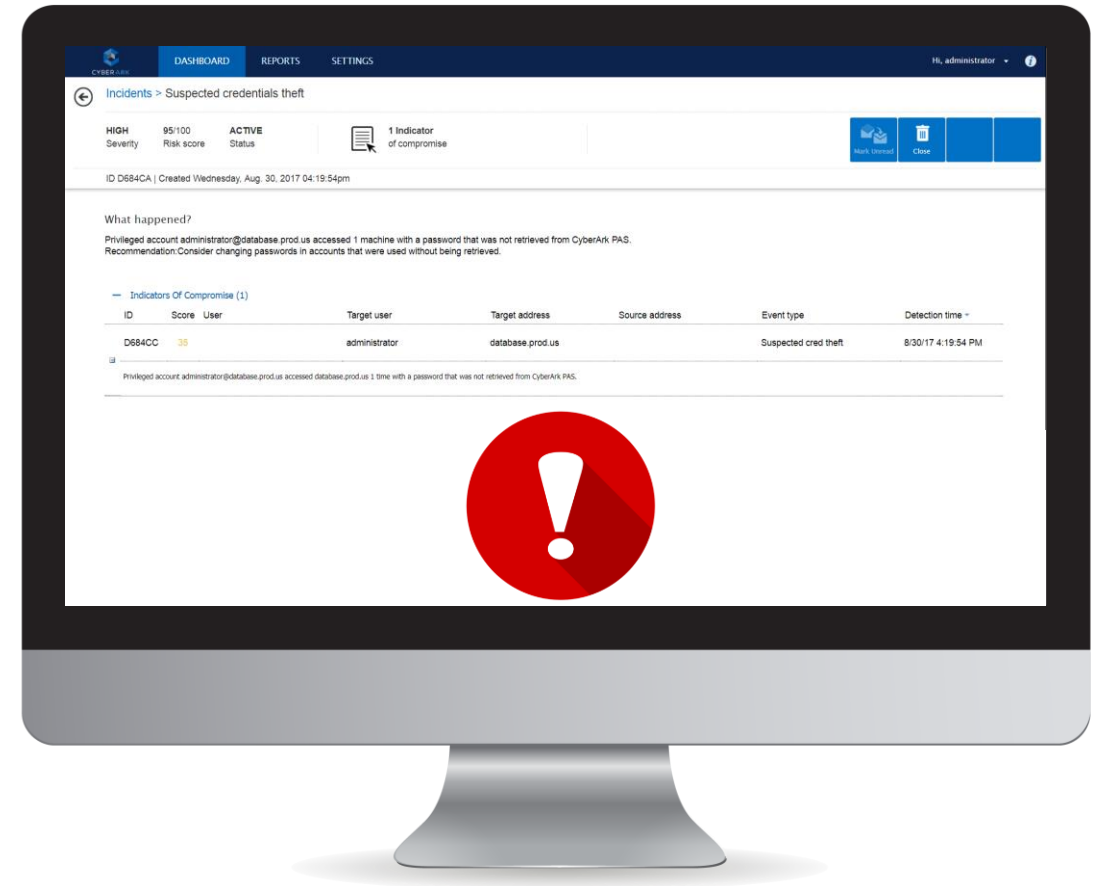 CYBERARK
DASHBOARD REPORTS SETTINGS Hi, administrator i
Incidents > Suspected credentials theft
HIGH 95/100 ACTIVE 1 Indicator
Severity Risk score Status of compromise
Mark Unread Close
ID D684CA | Created Wednesday, Aug. 30, 2017 04:19:54pm
What happened?
Privileged account administrator@database.prod.us accessed 1 machine with a password that was not retrieved from CyberArk PAS.
Recommendation:Consider changing passwords in accounts that were used without being retrieved.
Indicators Of Compromise (1)
ID Score User Target user Target address Source address Event type Detection time
D684CC 35 administrator database.prod.us Suspected cred theft 8/30/17 4:19:54 PM
Privileged account administrator@database.prod.us accessed database.prod.us 1 time with a password that was not retrieved from CyberArk PAS.
!